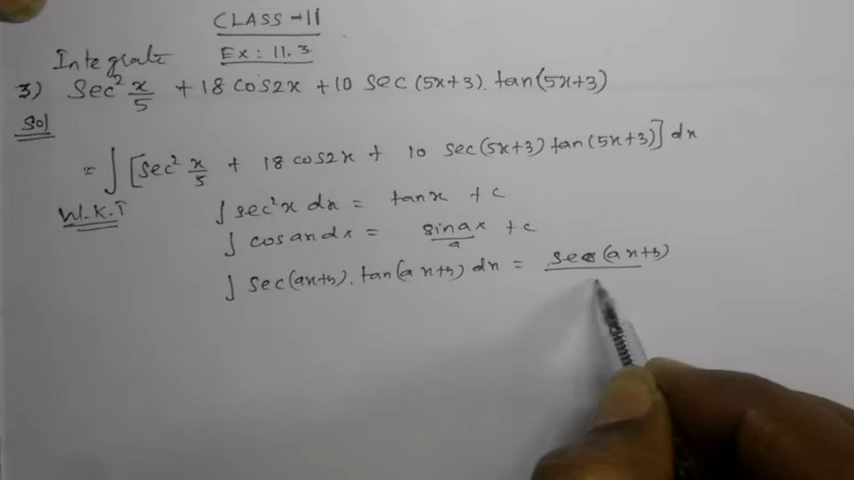 CLASS-11
Integrate Ex: 11.3
3) Sec² x/5 + 18 cos2x + 10 sec(5x+3). tan(5x+3)
Sol
= ∫ [sec² x/5 + 18 cos2x + 10 sec(5x+3) tan(5x+3)] dx
W.K.T ∫ sec²x dx = tanx + c
∫ cosax dx = sinax/a + c
∫ sec(ax+b). tan(ax+b) dx = sec(ax+b)